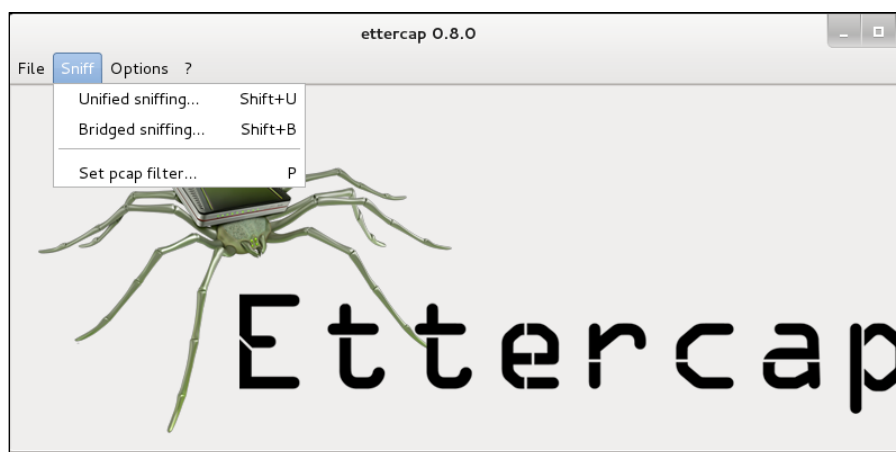 ettercap 0.8.0
File Sniff Options ?
Unified sniffing... Shift+U
Bridged sniffing... Shift+B
Set pcap filter... P
Ettercap